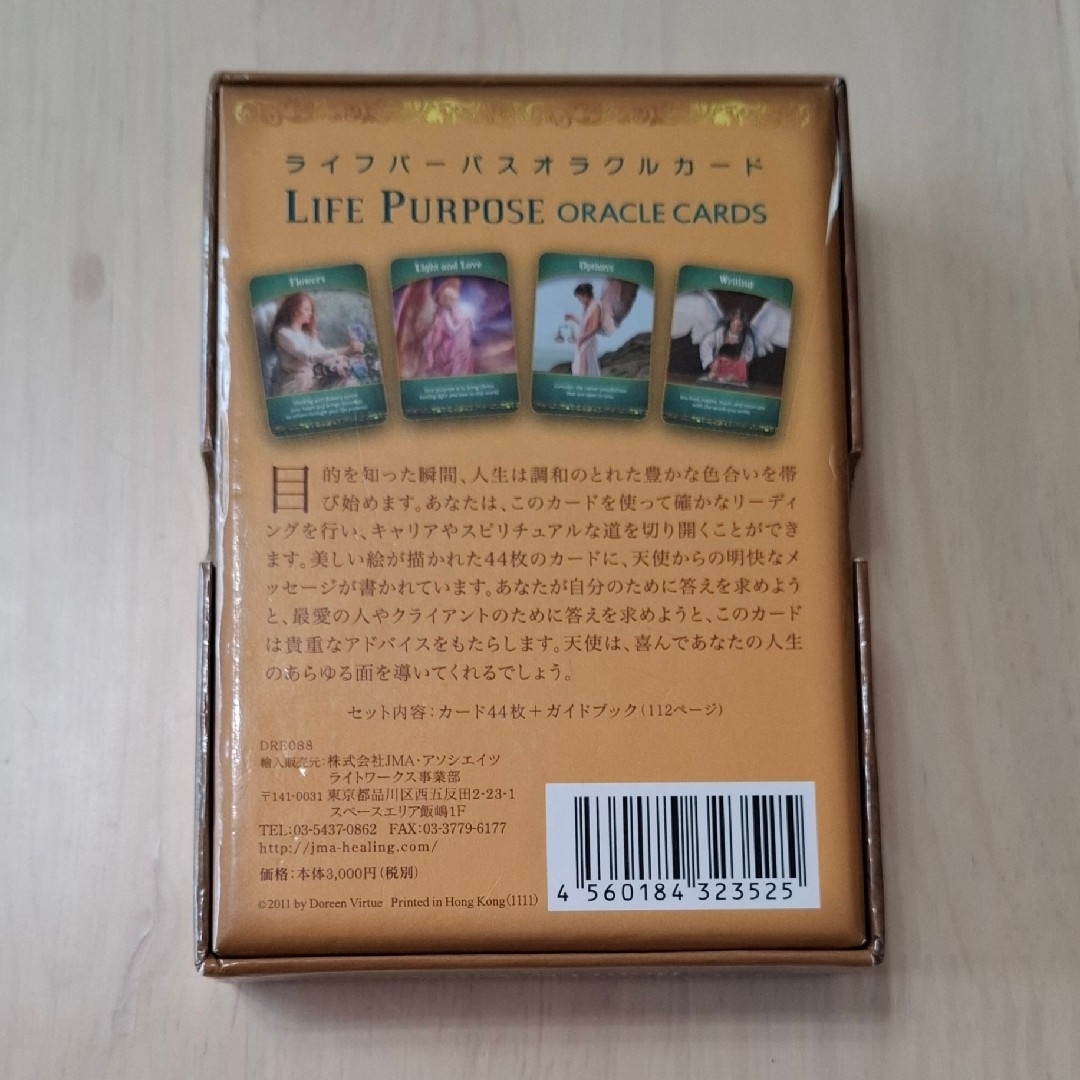 ライフパーパスオラクルカード
LIFE PURPOSE ORACLE CARDS
Flowers
Light and Love
Options
Writing
目的を知った瞬間、人生は調和のとれた豊かな色合いを帯
び始めます。あなたは、このカードを使って確かなリーディ
ングを行い、キャリアやスピリチュアルな道を切り開くことができ
ます。美しい絵が描かれた44枚のカードに、天使からの明快なメ
ッセージが書かれています。あなたが自分のために答えを求めよう
と、最愛の人やクライアントのために答えを求めようと、このカード
は貴重なアドバイスをもたらします。天使は、喜んであなたの人生
のあらゆる面を導いてくれるでしょう。
セット内容：カード44枚＋ガイドブック（112ページ）
DRE088
輸入販売元：株式会社JMA・アソシエイツ
ライトワークス事業部
〒141-0031 東京都品川区西五反田2-23-1
スペースエリア飯嶋1F
TEL:03-5437-0862 FAX:03-3779-6177
http://jma-healing.com/
価格：本体3,000円（税別）
©2011 by Doreen Virtue Printed in Hong Kong（1111）
4 560184 323525